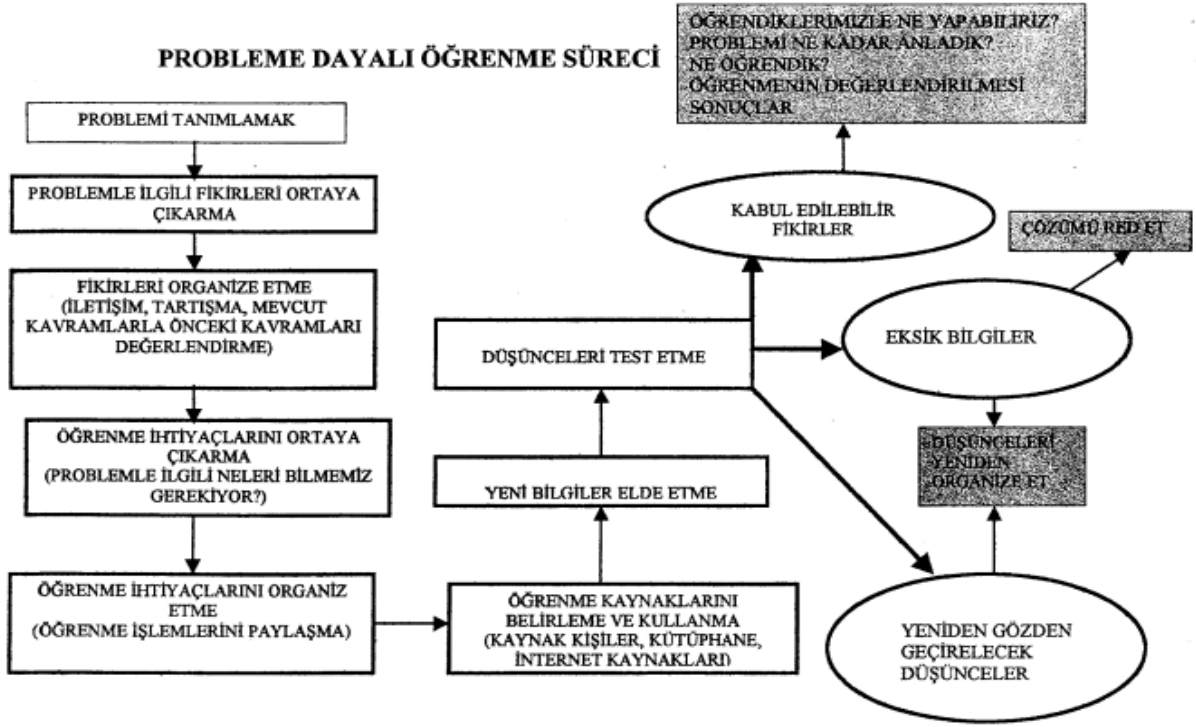 PROBLEME DAYALI ÖĞRENME SÜRECİ
PROBLEMİ TANIMLAMAK
PROBLEMLE İLGİLİ FİKİRLERİ ORTAYA
ÇIKARMA
FİKİRLERİ ORGANİZE ETME
(İLETİŞİM, TARTIŞMA, MEVCUT
KAVRAMLARLA ÖNCEKİ KAVRAMLARI
DEĞERLENDİRME)
ÖĞRENME İHTİYAÇLARINI ORTAYA
ÇIKARMA
(PROBLEMLE İLGİLİ NELERİ BİLMEMİZ
GEREKİYOR?)
ÖĞRENME İHTİYAÇLARINI ORGANİZ
ETME
(ÖĞRENME İŞLEMLERİNİ PAYLAŞMA)
ÖĞRENME KAYNAKLARINI
BELİRLEME VE KULLANMA
(KAYNAK KİŞİLER, KÜTÜPHANE,
İNTERNET KAYNAKLARI)
YENİ BİLGİLER ELDE ETME
DÜŞÜNCELERİ TEST ETME
KABUL EDİLEBİLİR
FİKİRLER
ÖĞRENDİKLERİMİZLE NE YAPABİLİRİZ?
PROBLEMİ NE KADAR ANLADIK?
NE ÖĞRENDİK?
ÖĞRENMENİN DEĞERLENDİRİLMESİ
SONUÇLAR
EKSİK BİLGİLER
ÇÖZÜMÜ RED ET
-DÜŞÜNCELERİ
-YENİDEN
-ORGANİZE ET
YENİDEN GÖZDEN
GEÇİRELECEK
DÜŞÜNCELER